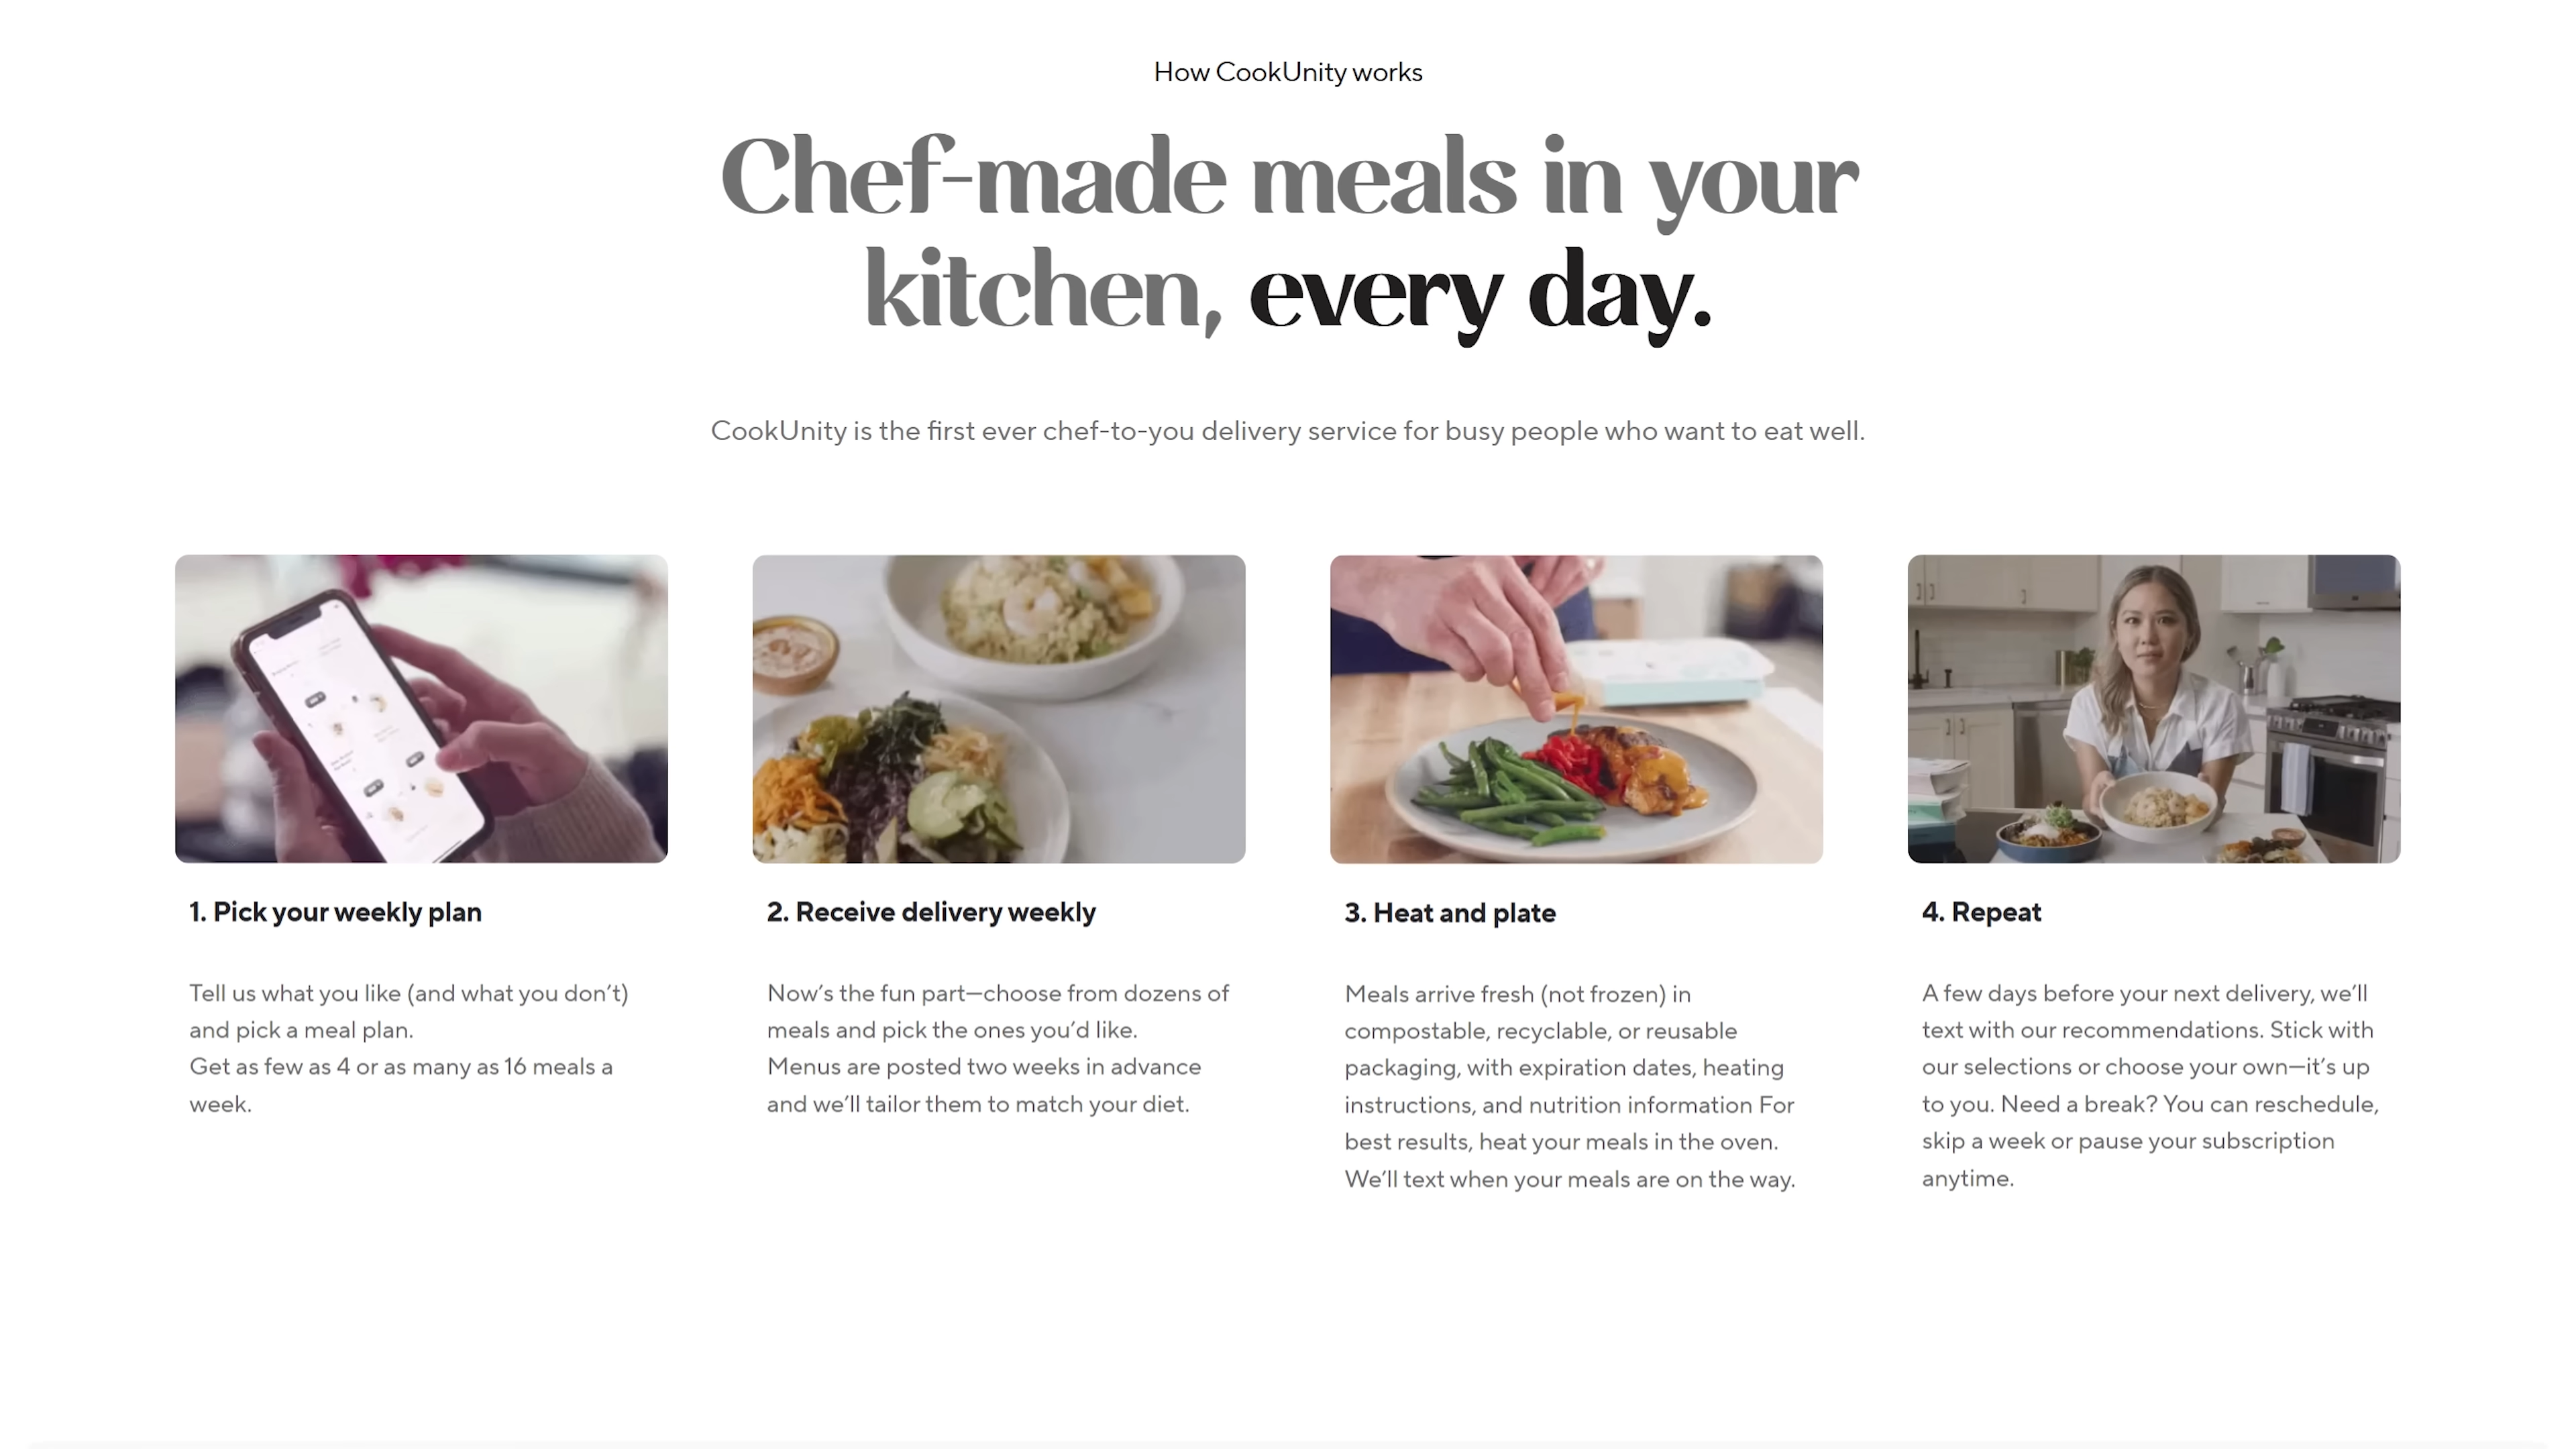 How CookUnity works
Chef-made meals in your
kitchen, every day.
CookUnity is the first ever chef-to-you delivery service for busy people who want to eat well.
1. Pick your weekly plan
Tell us what you like (and what you don’t)
and pick a meal plan.
Get as few as 4 or as many as 16 meals a
week.
2. Receive delivery weekly
Now’s the fun part—choose from dozens of
meals and pick the ones you’d like.
Menus are posted two weeks in advance
and we’ll tailor them to match your diet.
3. Heat and plate
Meals arrive fresh (not frozen) in
compostable, recyclable, or reusable
packaging, with expiration dates, heating
instructions, and nutrition information For
best results, heat your meals in the oven.
We’ll text when your meals are on the way.
4. Repeat
A few days before your next delivery, we’ll
text with our recommendations. Stick with
our selections or choose your own—it’s up
to you. Need a break? You can reschedule,
skip a week or pause your subscription
anytime.